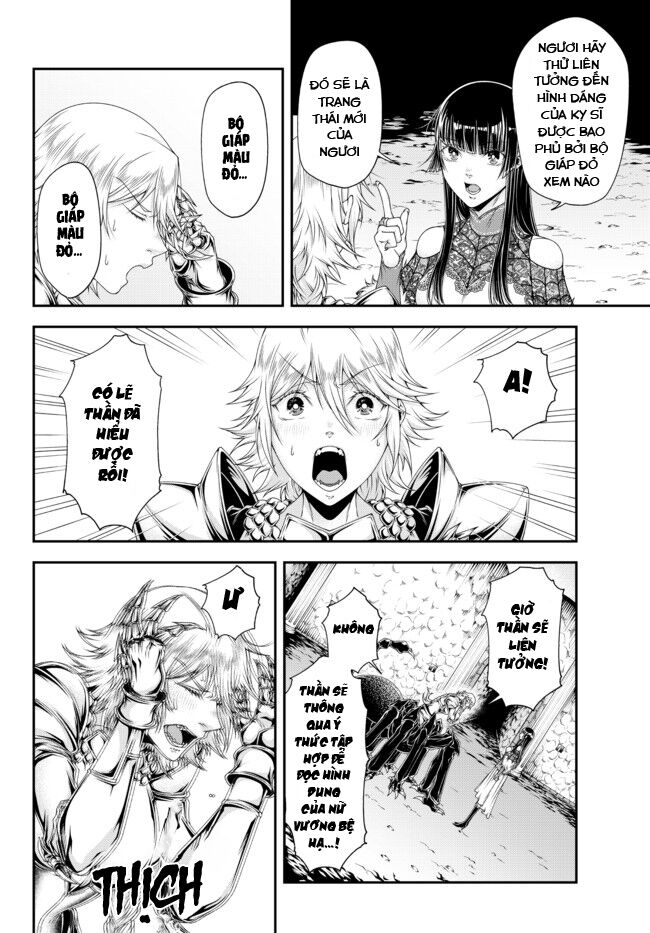 NGƯƠI HÃY
THỬ LIÊN
TƯỞNG ĐẾN
HÌNH DÁNG
CỦA KỴ SĨ
ĐƯỢC BAO
PHỦ BỞI BỘ
GIÁP ĐỎ
XEM NÀO
ĐÓ SẼ LÀ
TRẠNG
THÁI MỚI
CỦA
NGƯƠI
BỘ
GIÁP MÀU
ĐỎ...
BỘ
GIÁP MÀU
ĐỎ...
A!
CÓ LẼ
THẦN ĐÃ
HIỂU
ĐƯỢC
RỒI!
GIỜ
THẦN SẼ
LIÊN
TƯỞNG!
KHÔNG
THẦN SẼ
THÔNG
QUA Ý
THỨC TẬP
HỢP ĐỂ
ĐỌC HÌNH
DUNG
CỦA NỮ
VƯƠNG BỆ
HẠ...!
Ư
THỊCH